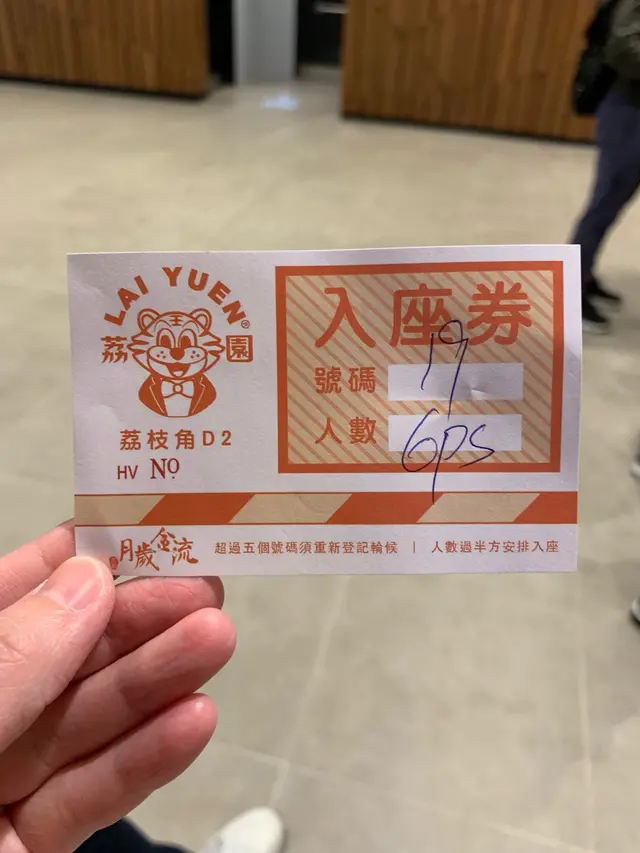 LAI YUEN®
荔 園
荔枝角D2
HV No.
入座券
號碼 19
人數 6ps
月歲金流
超過五個號碼須重新登記輪候 | 人數過半方安排入座